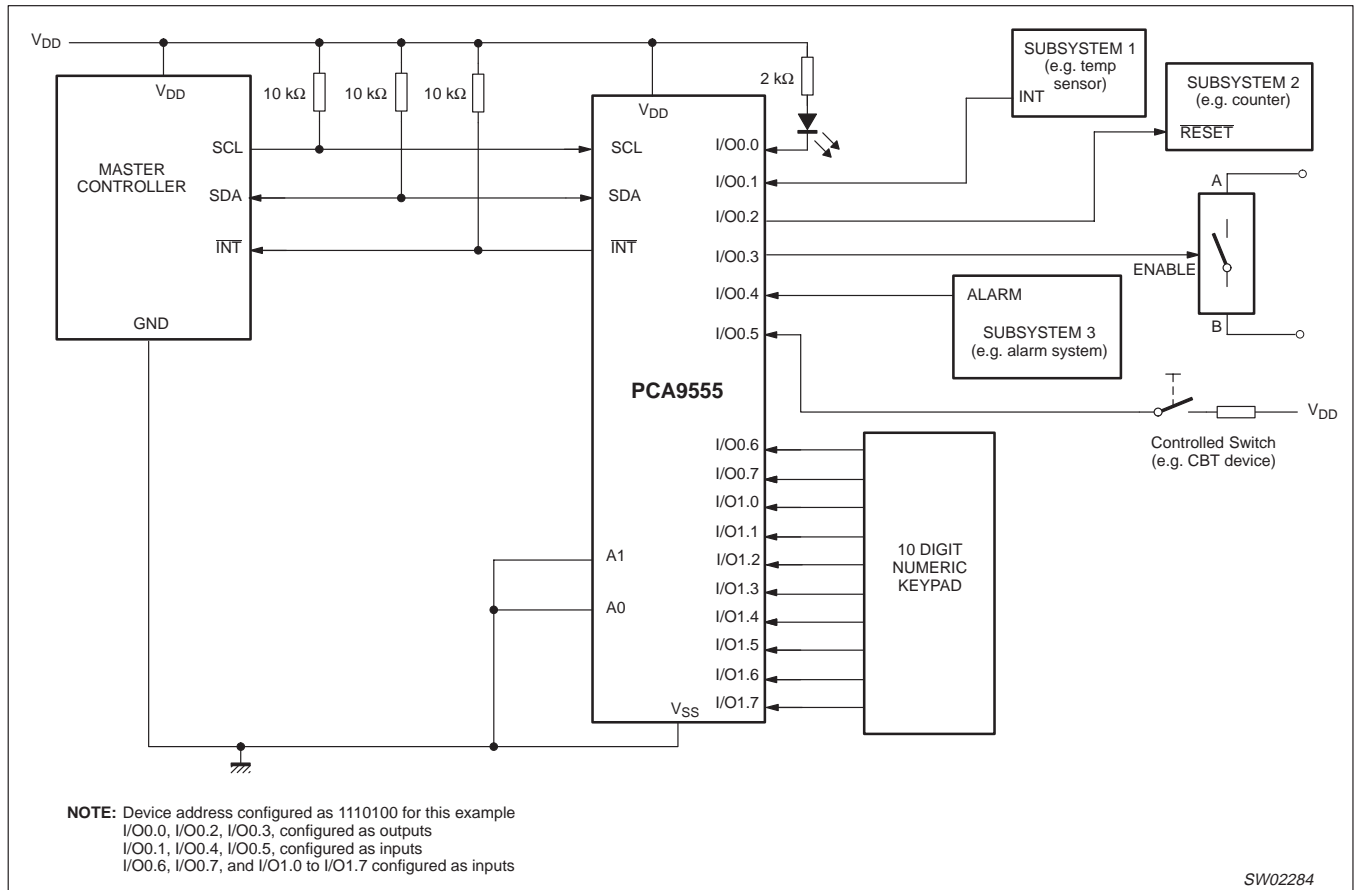 VDD
VDD
10 kΩ
10 kΩ
10 kΩ
MASTER
CONTROLLER
SCL
SDA
INT
GND
VDD
SCL
SDA
INT
PCA9555
A1
A0
VSS
I/O0.0
I/O0.1
I/O0.2
I/O0.3
I/O0.4
I/O0.5
I/O0.6
I/O0.7
I/O1.0
I/O1.1
I/O1.2
I/O1.3
I/O1.4
I/O1.5
I/O1.6
I/O1.7
2 kΩ
SUBSYSTEM 1
(e.g. temp
sensor)
INT
SUBSYSTEM 2
(e.g. counter)
RESET
A
ENABLE
B
ALARM
SUBSYSTEM 3
(e.g. alarm system)
VDD
Controlled Switch
(e.g. CBT device)
10 DIGIT
NUMERIC
KEYPAD
NOTE: Device address configured as 1110100 for this example
I/O0.0, I/O0.2, I/O0.3, configured as outputs
I/O0.1, I/O0.4, I/O0.5, configured as inputs
I/O0.6, I/O0.7, and I/O1.0 to I/O1.7 configured as inputs
SW02284